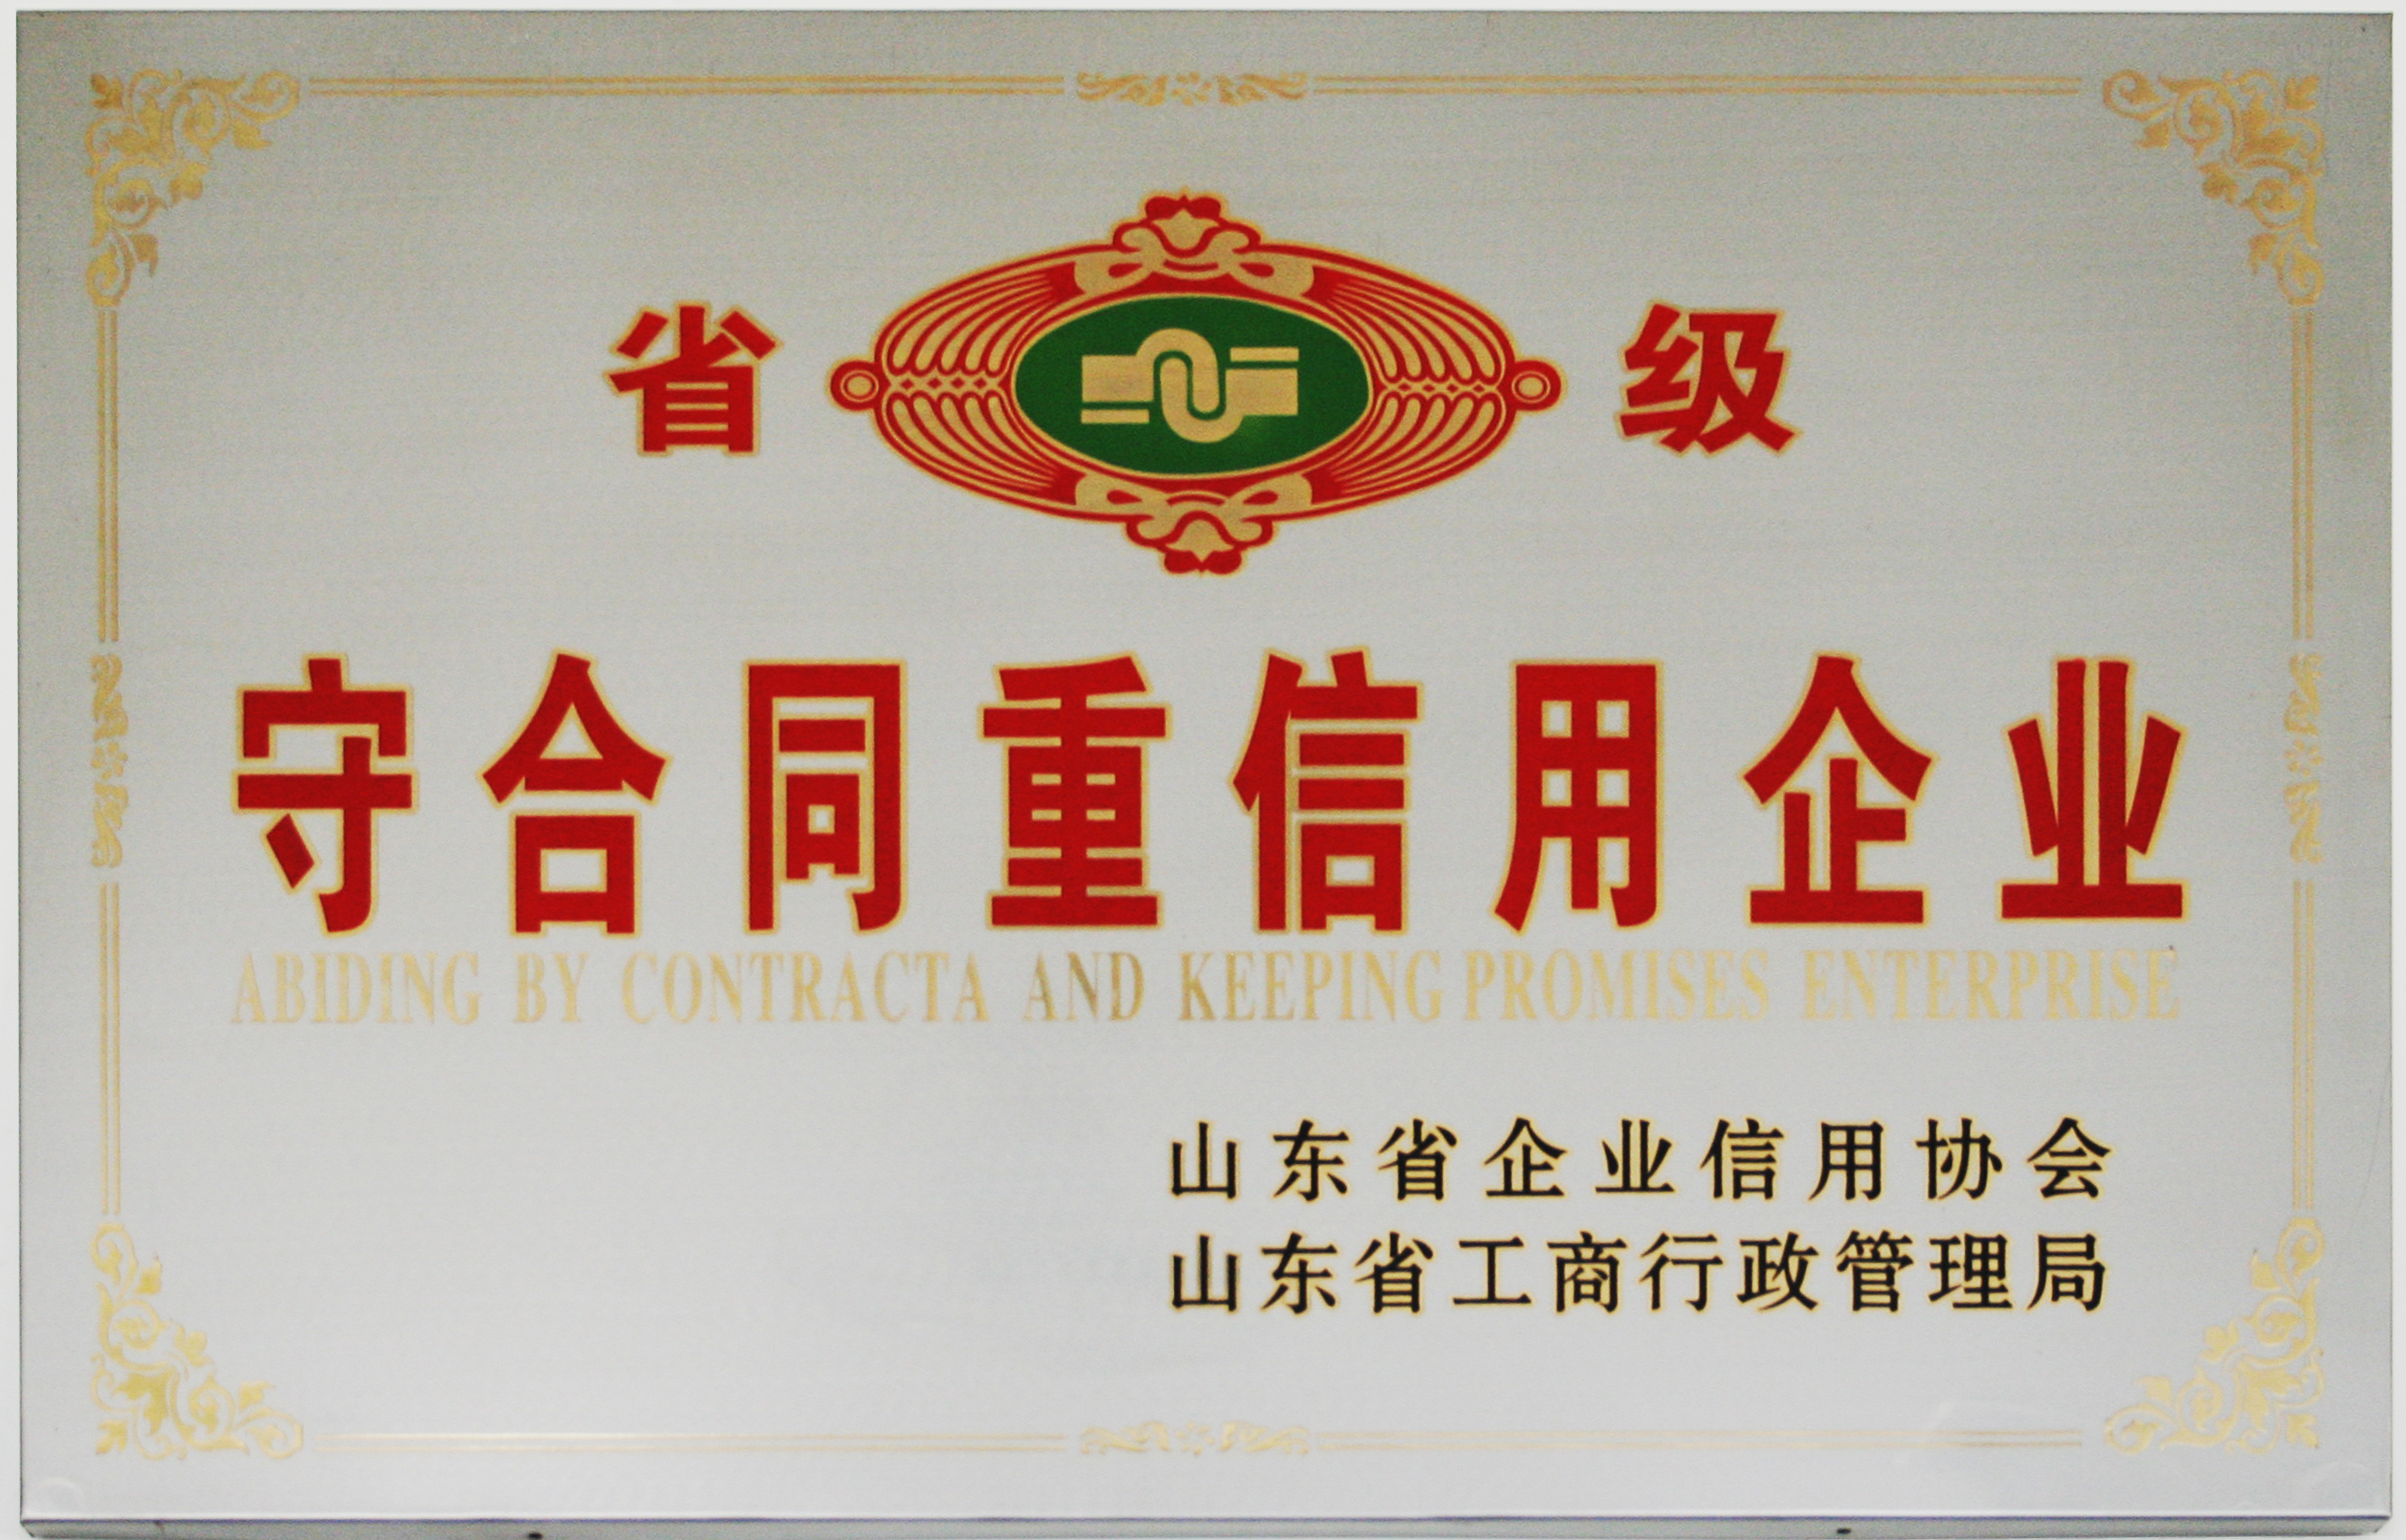 省 级
守合同重信用企业
ABIDING BY CONTRACTA AND KEEPING PROMISES ENTERPRISE
山东省企业信用协会
山东省工商行政管理局